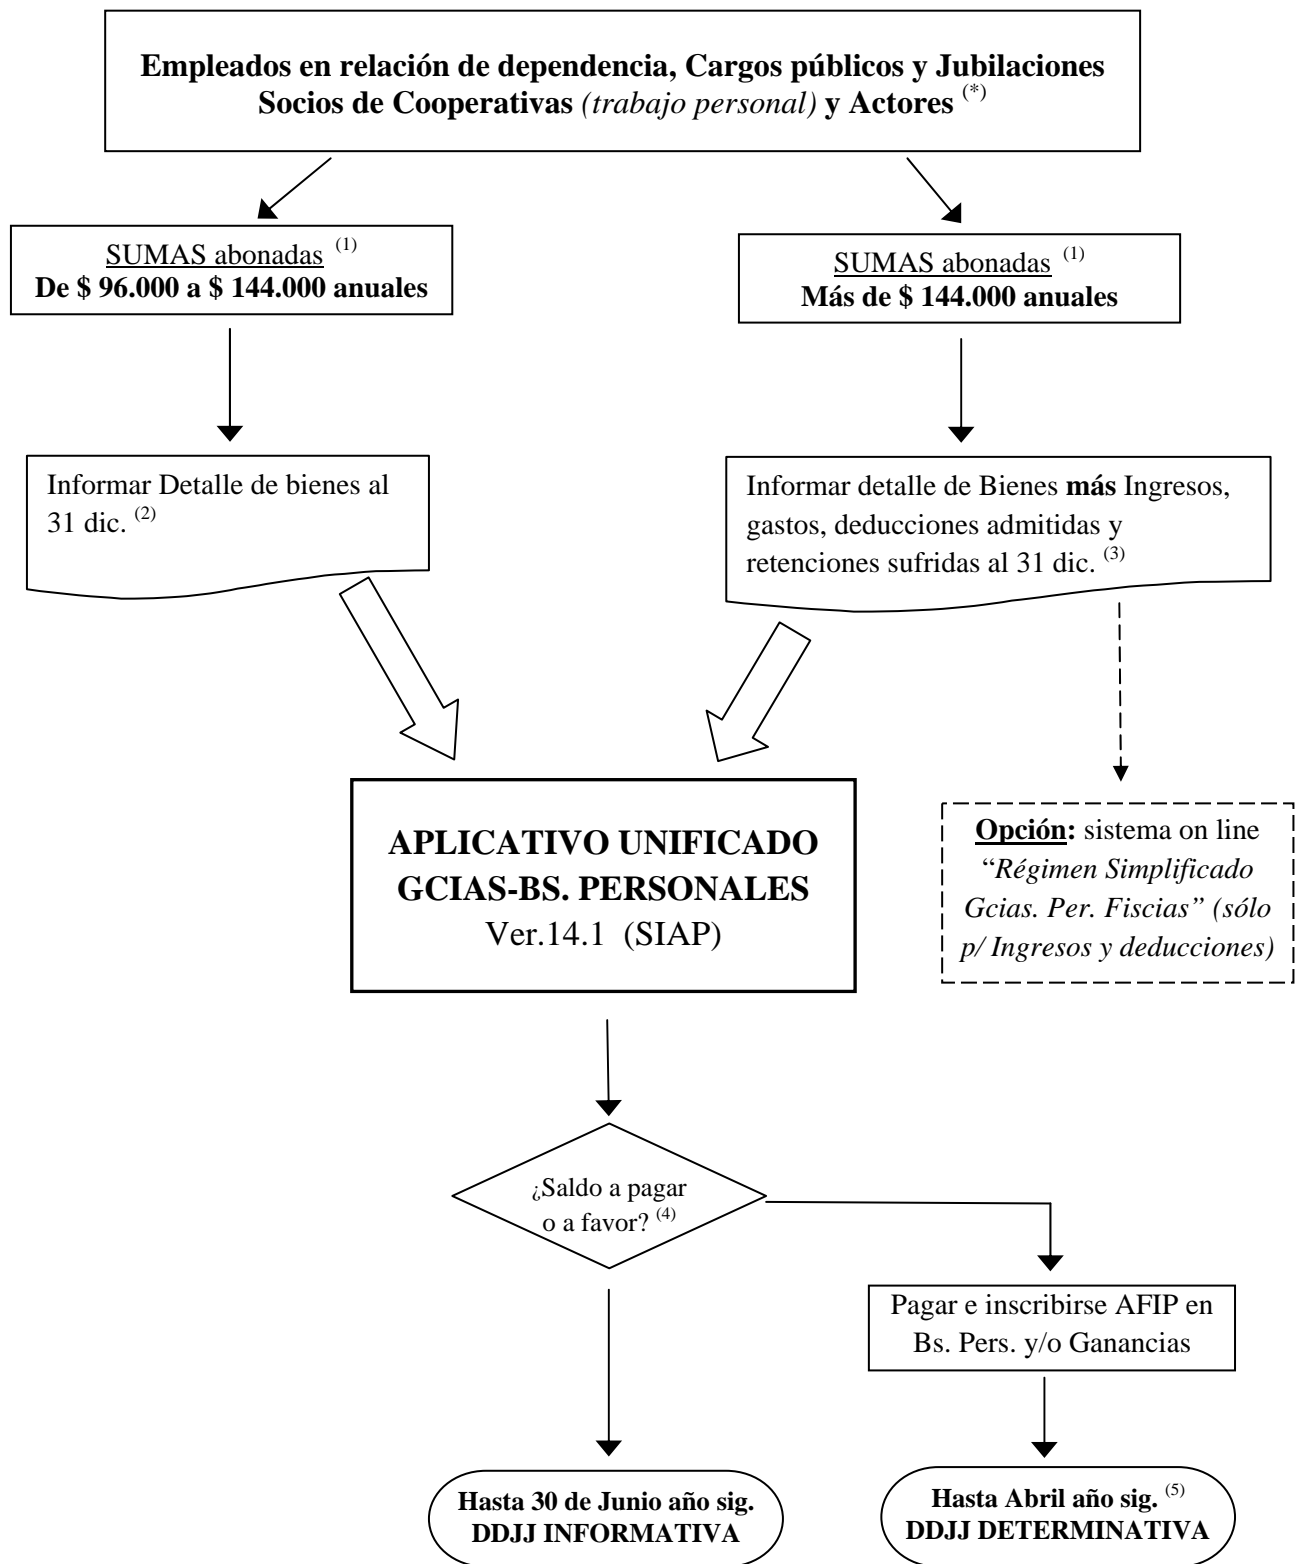 Empleados en relación de dependencia, Cargos públicos y Jubilaciones
Socios de Cooperativas (trabajo personal) y Actores (*)
SUMAS abonadas (1)
De $ 96.000 a $ 144.000 anuales
SUMAS abonadas (1)
Más de $ 144.000 anuales
Informar Detalle de bienes al
31 dic. (2)
Informar detalle de Bienes más Ingresos,
gastos, deducciones admitidas y
retenciones sufridas al 31 dic. (3)
APLICATIVO UNIFICADO
GCIAS-BS. PERSONALES
Ver.14.1 (SIAP)
Opción: sistema on line
“Régimen Simplificado
Gcias. Per. Fiscias” (sólo
p/ Ingresos y deducciones)
¿Saldo a pagar
o a favor? (4)
Pagar e inscribirse AFIP en
Bs. Pers. y/o Ganancias
Hasta 30 de Junio año sig.
DDJJ INFORMATIVA
Hasta Abril año sig. (5)
DDJJ DETERMINATIVA